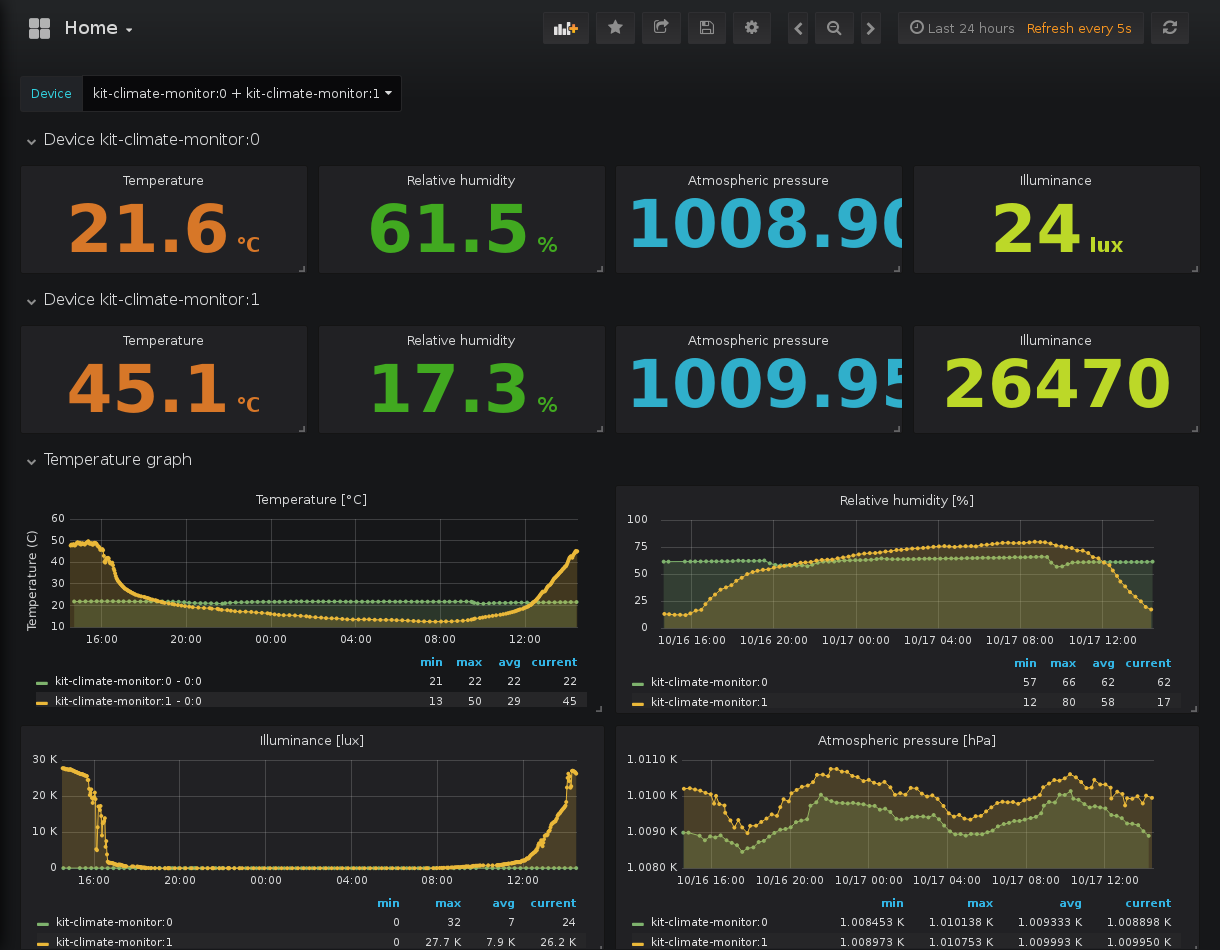 Home
Last 24 hours Refresh every 5s
Device kit-climate-monitor:0 + kit-climate-monitor:1
Device kit-climate-monitor:0
Temperature Relative humidity Atmospheric pressure Illuminance
21.6 °C 61.5 % 1008.90 24 lux
Device kit-climate-monitor:1
Temperature Relative humidity Atmospheric pressure Illuminance
45.1 °C 17.3 % 1009.95 26470
Temperature graph
Temperature [°C]
Temperature (C)
60
50
40
30
20
10
16:00 20:00 00:00 04:00 08:00 12:00
min max avg current
kit-climate-monitor:0 - 0:0 21 22 22 22
kit-climate-monitor:1 - 0:0 13 50 29 45
Relative humidity [%]
100
75
50
25
0
10/16 16:00 10/16 20:00 10/17 00:00 10/17 04:00 10/17 08:00 10/17 12:00
min max avg current
kit-climate-monitor:0 57 66 62 62
kit-climate-monitor:1 12 80 58 17
Illuminance [lux]
30 K
20 K
10 K
0
16:00 20:00 00:00 04:00 08:00 12:00
min max avg current
kit-climate-monitor:0 0 32 7 24
kit-climate-monitor:1 0 27.7 K 7.9 K 26.2 K
Atmospheric pressure [hPa]
1.0110 K
1.0100 K
1.0090 K
1.0080 K
10/16 16:00 10/16 20:00 10/17 00:00 10/17 04:00 10/17 08:00 10/17 12:00
min max avg current
kit-climate-monitor:0 1.008453 K 1.010138 K 1.009333 K 1.008898 K
kit-climate-monitor:1 1.008973 K 1.010753 K 1.009993 K 1.009950 K